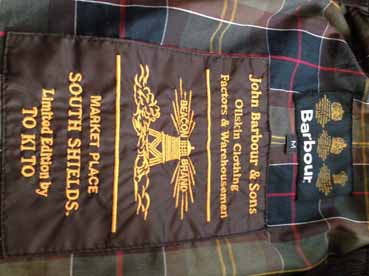 Barbour
M
John Barbour & Sons
Oilskin Clothing
Factors & Warehousemen
BEACON
BRAND
MARKET PLACE
SOUTH SHIELDS.
Limited Edition by
TO KI TO